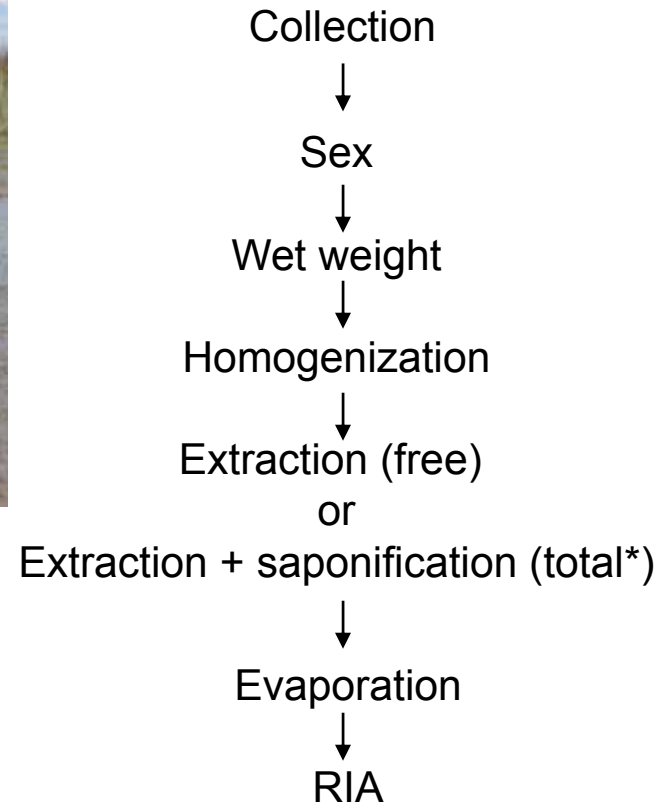 Collection
Sex
Wet weight
Homogenization
Extraction (free)
or
Extraction + saponification (total*)
Evaporation
RIA